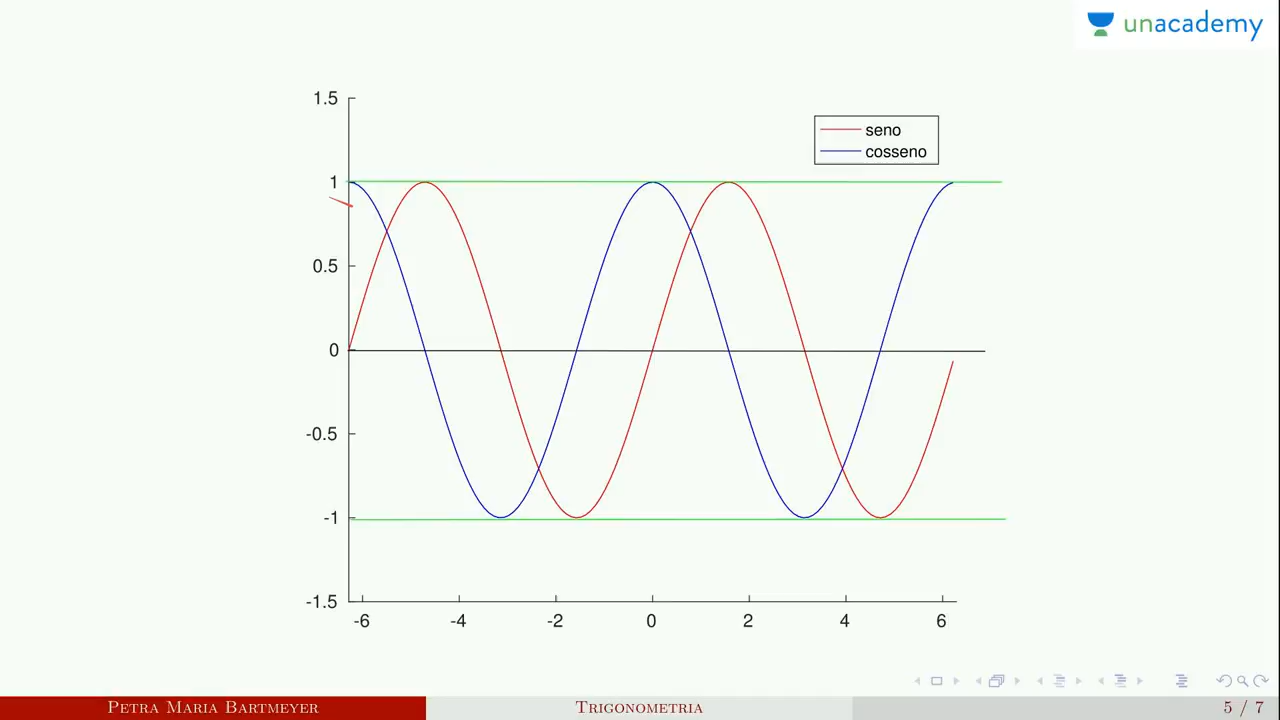 unacademy
1.5
seno
cosseno
1
0.5
0
-0.5
-1
-1.5
-6 -4 -2 0 2 4 6
PETRA MARIA BARTMEYER TRIGONOMETRIA 5 / 7